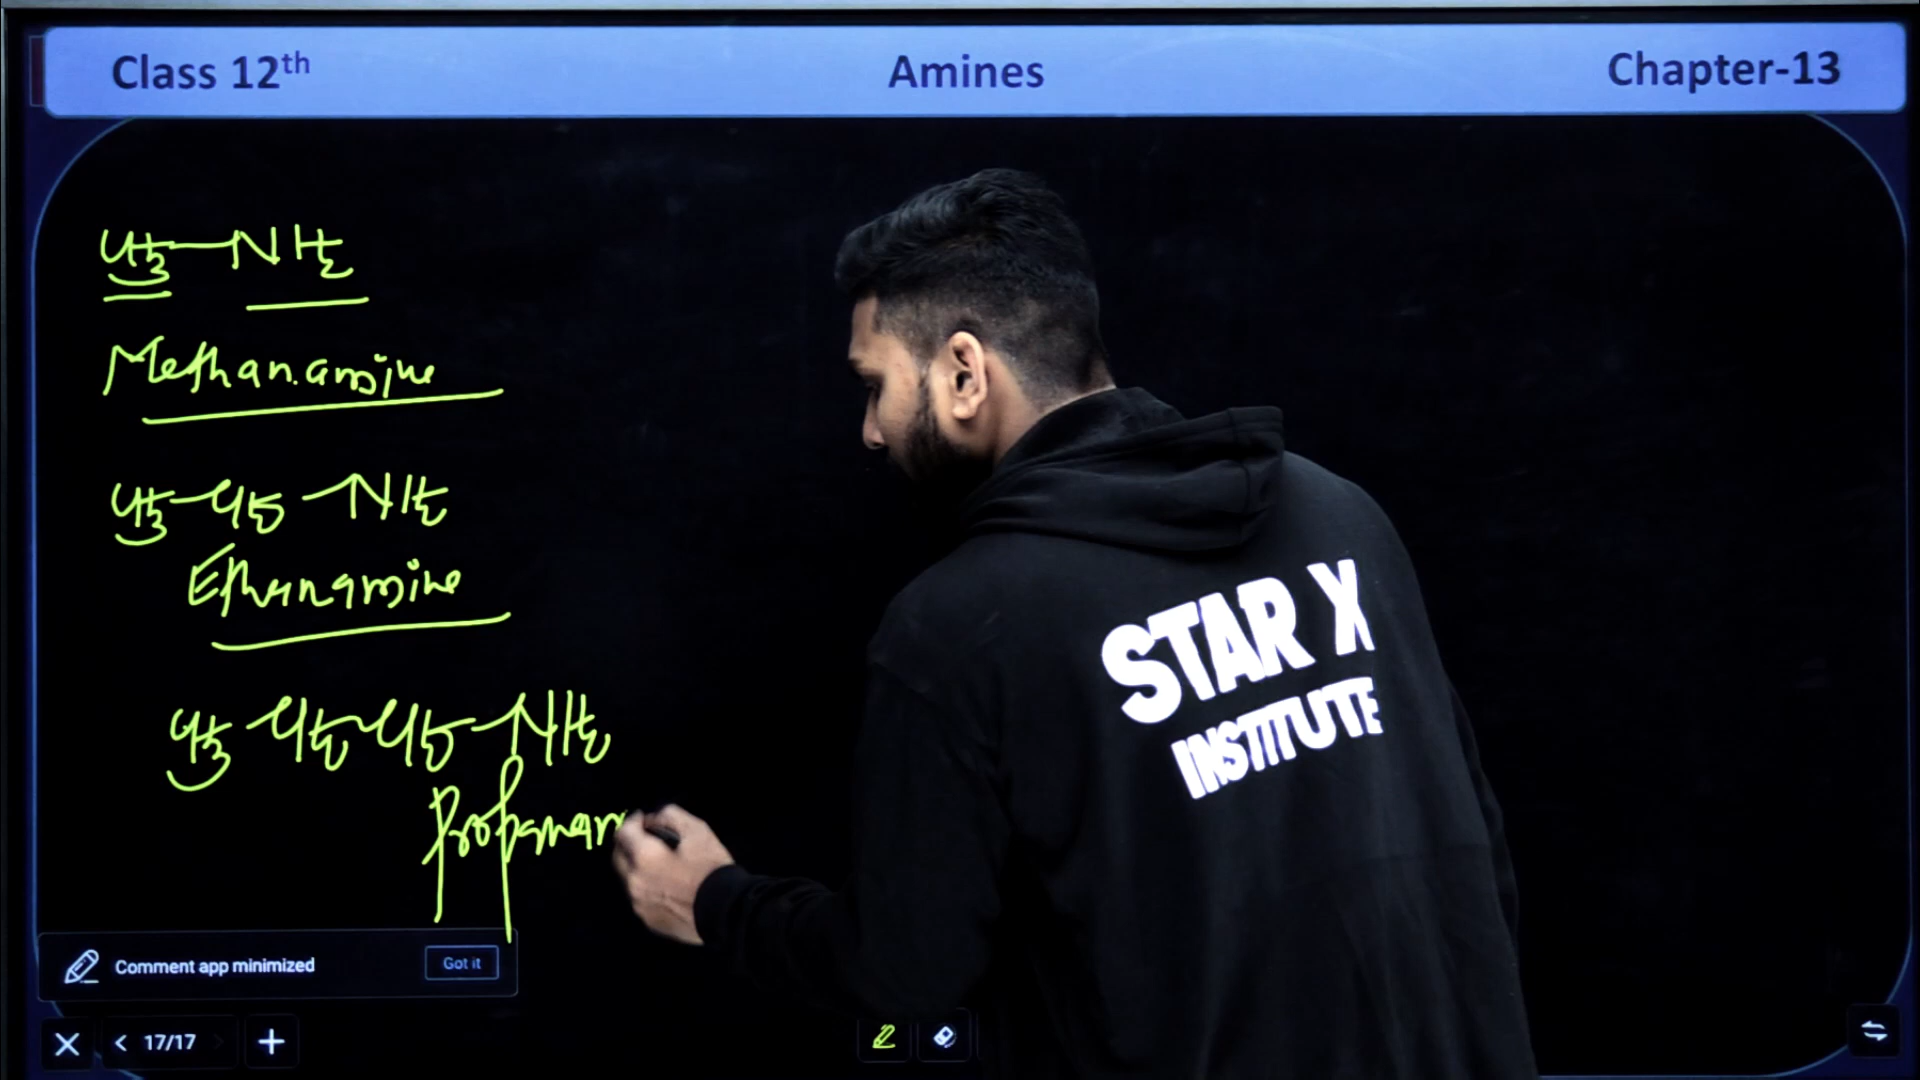 Class 12th Amines Chapter-13
CH3-NH2
Methanamine
CH3-CH2-NH2
Ethanamine
CH3-CH2-CH2-NH2
Propanam
STAR X
INSTITUTE
Comment app minimized Got it
17/17